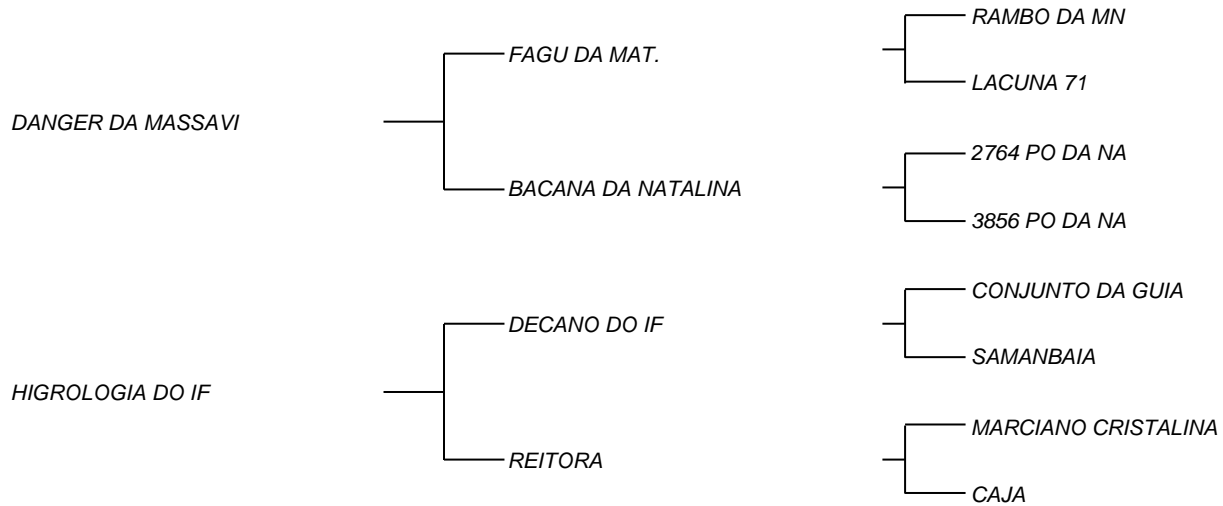 RAMBO DA MN
FAGU DA MAT.
LACUNA 71
DANGER DA MASSAVI
2764 PO DA NA
BACANA DA NATALINA
3856 PO DA NA
CONJUNTO DA GUIA
DECANO DO IF
SAMANBAIA
HIGROLOGIA DO IF
MARCIANO CRISTALINA
REITORA
CAJA